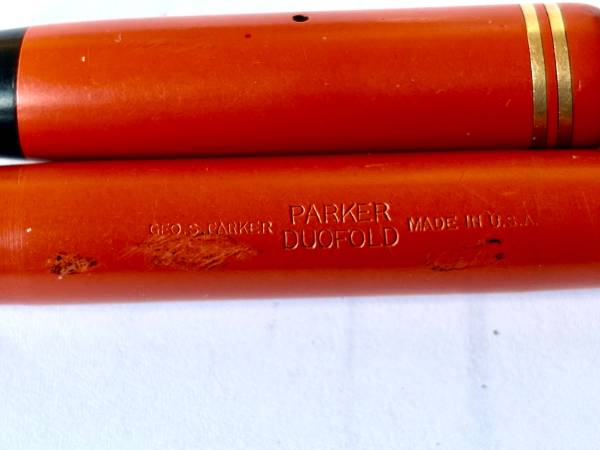 GEO. S. PARKER PARKER DUOFOLD MADE IN U.S.A.